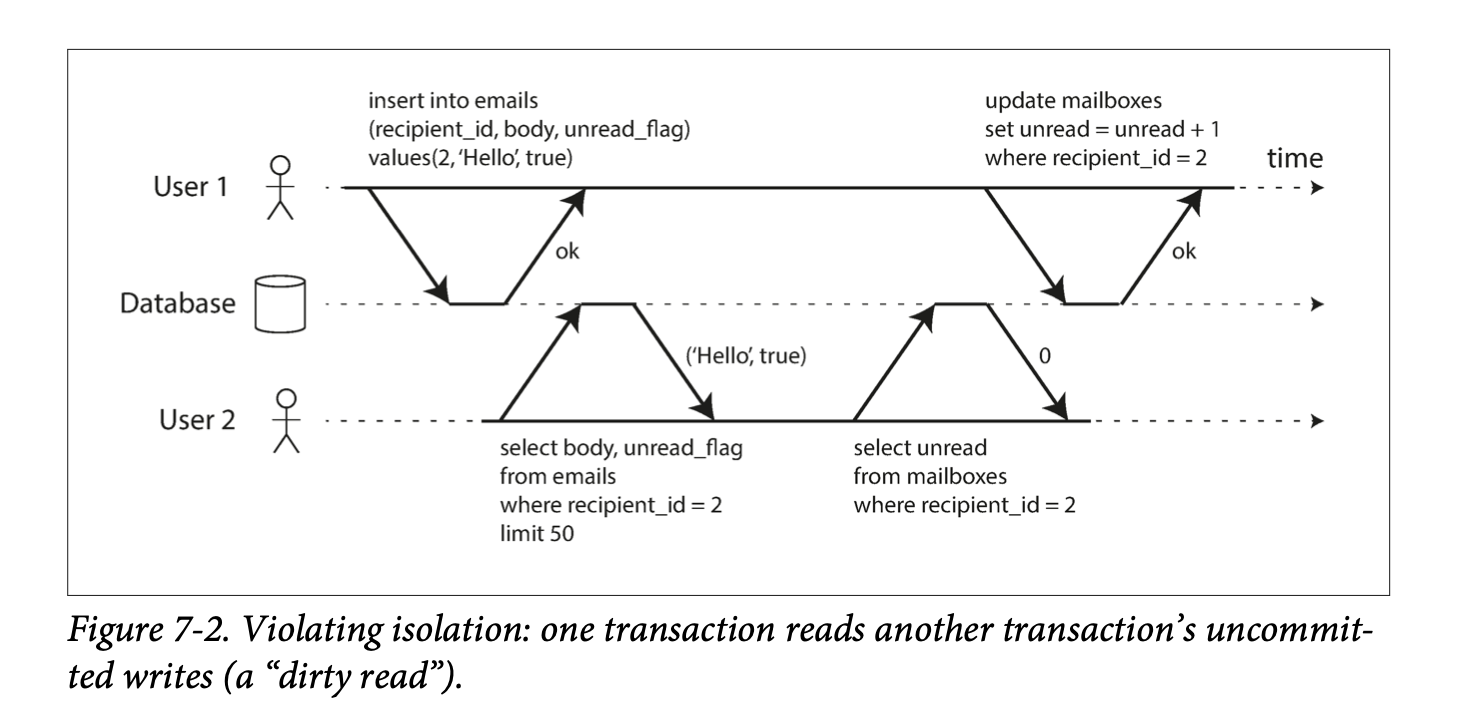 insert into emails
(recipient_id, body, unread_flag)
values(2, ‘Hello’, true)
update mailboxes
set unread = unread + 1
where recipient_id = 2
time
User 1
ok
ok
Database
(‘Hello’, true)
0
User 2
select body, unread_flag
from emails
where recipient_id = 2
limit 50
select unread
from mailboxes
where recipient_id = 2
Figure 7-2. Violating isolation: one transaction reads another transaction’s uncommit-
ted writes (a “dirty read”).